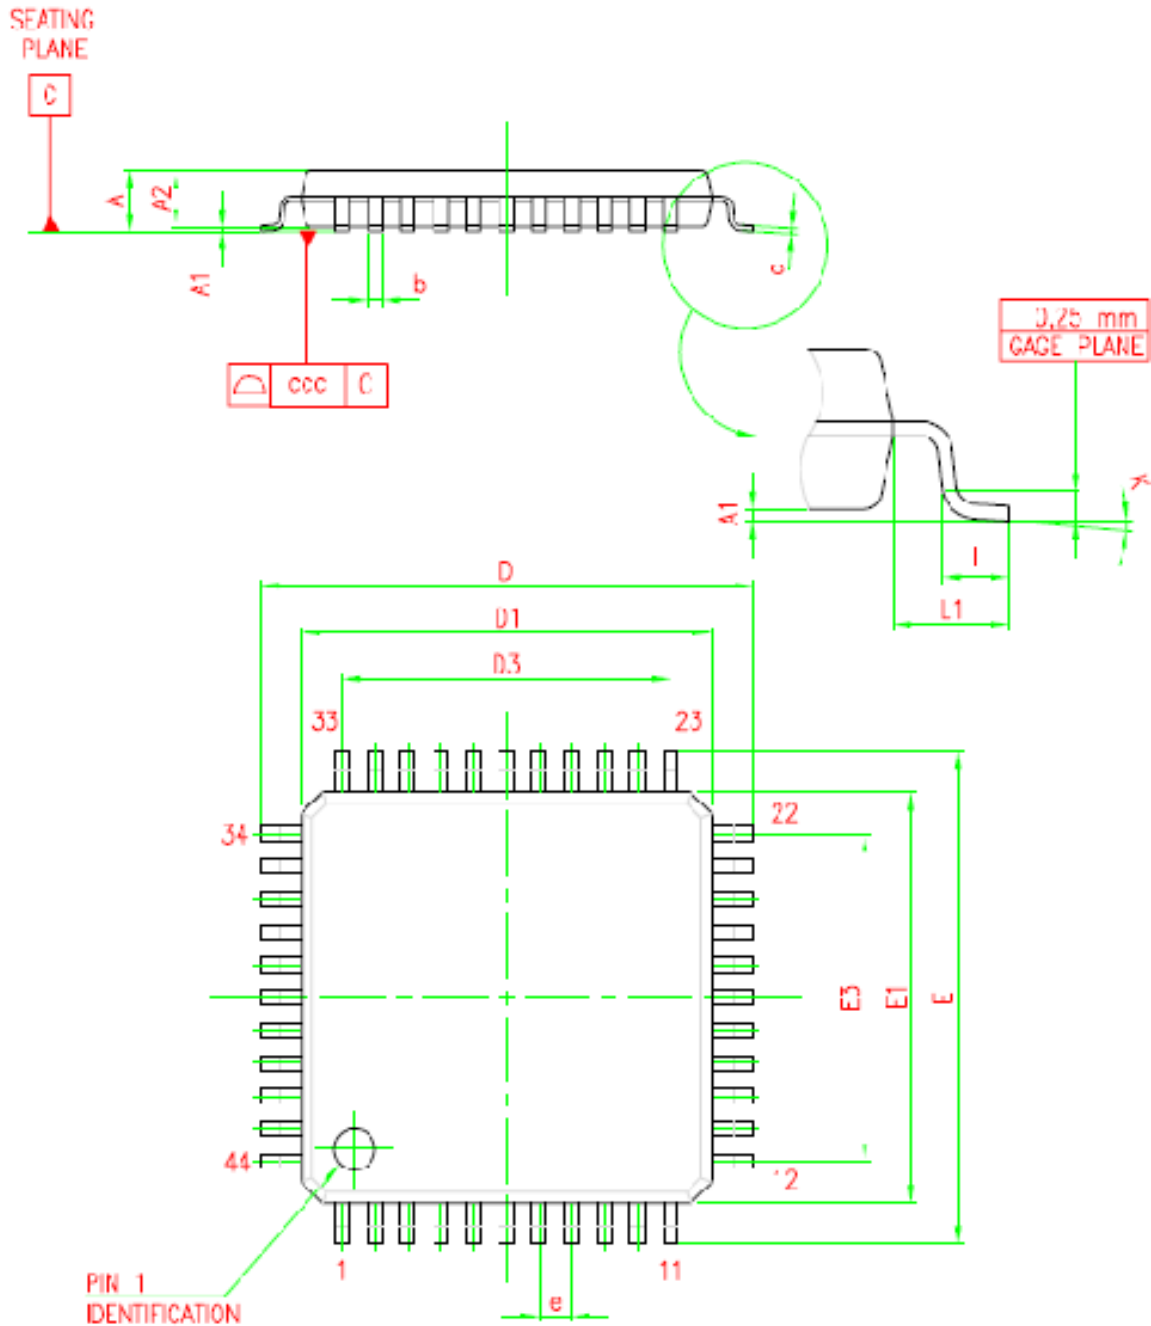 SEATING
PLANE
C
A
A2
A1
b
c
ccc C
0.25 mm
GAGE PLANE
A1
K
L1
D
D1
D3
33
23
34
22
E3
E1
E
44
12
1
11
PIN 1
IDENTIFICATION
e